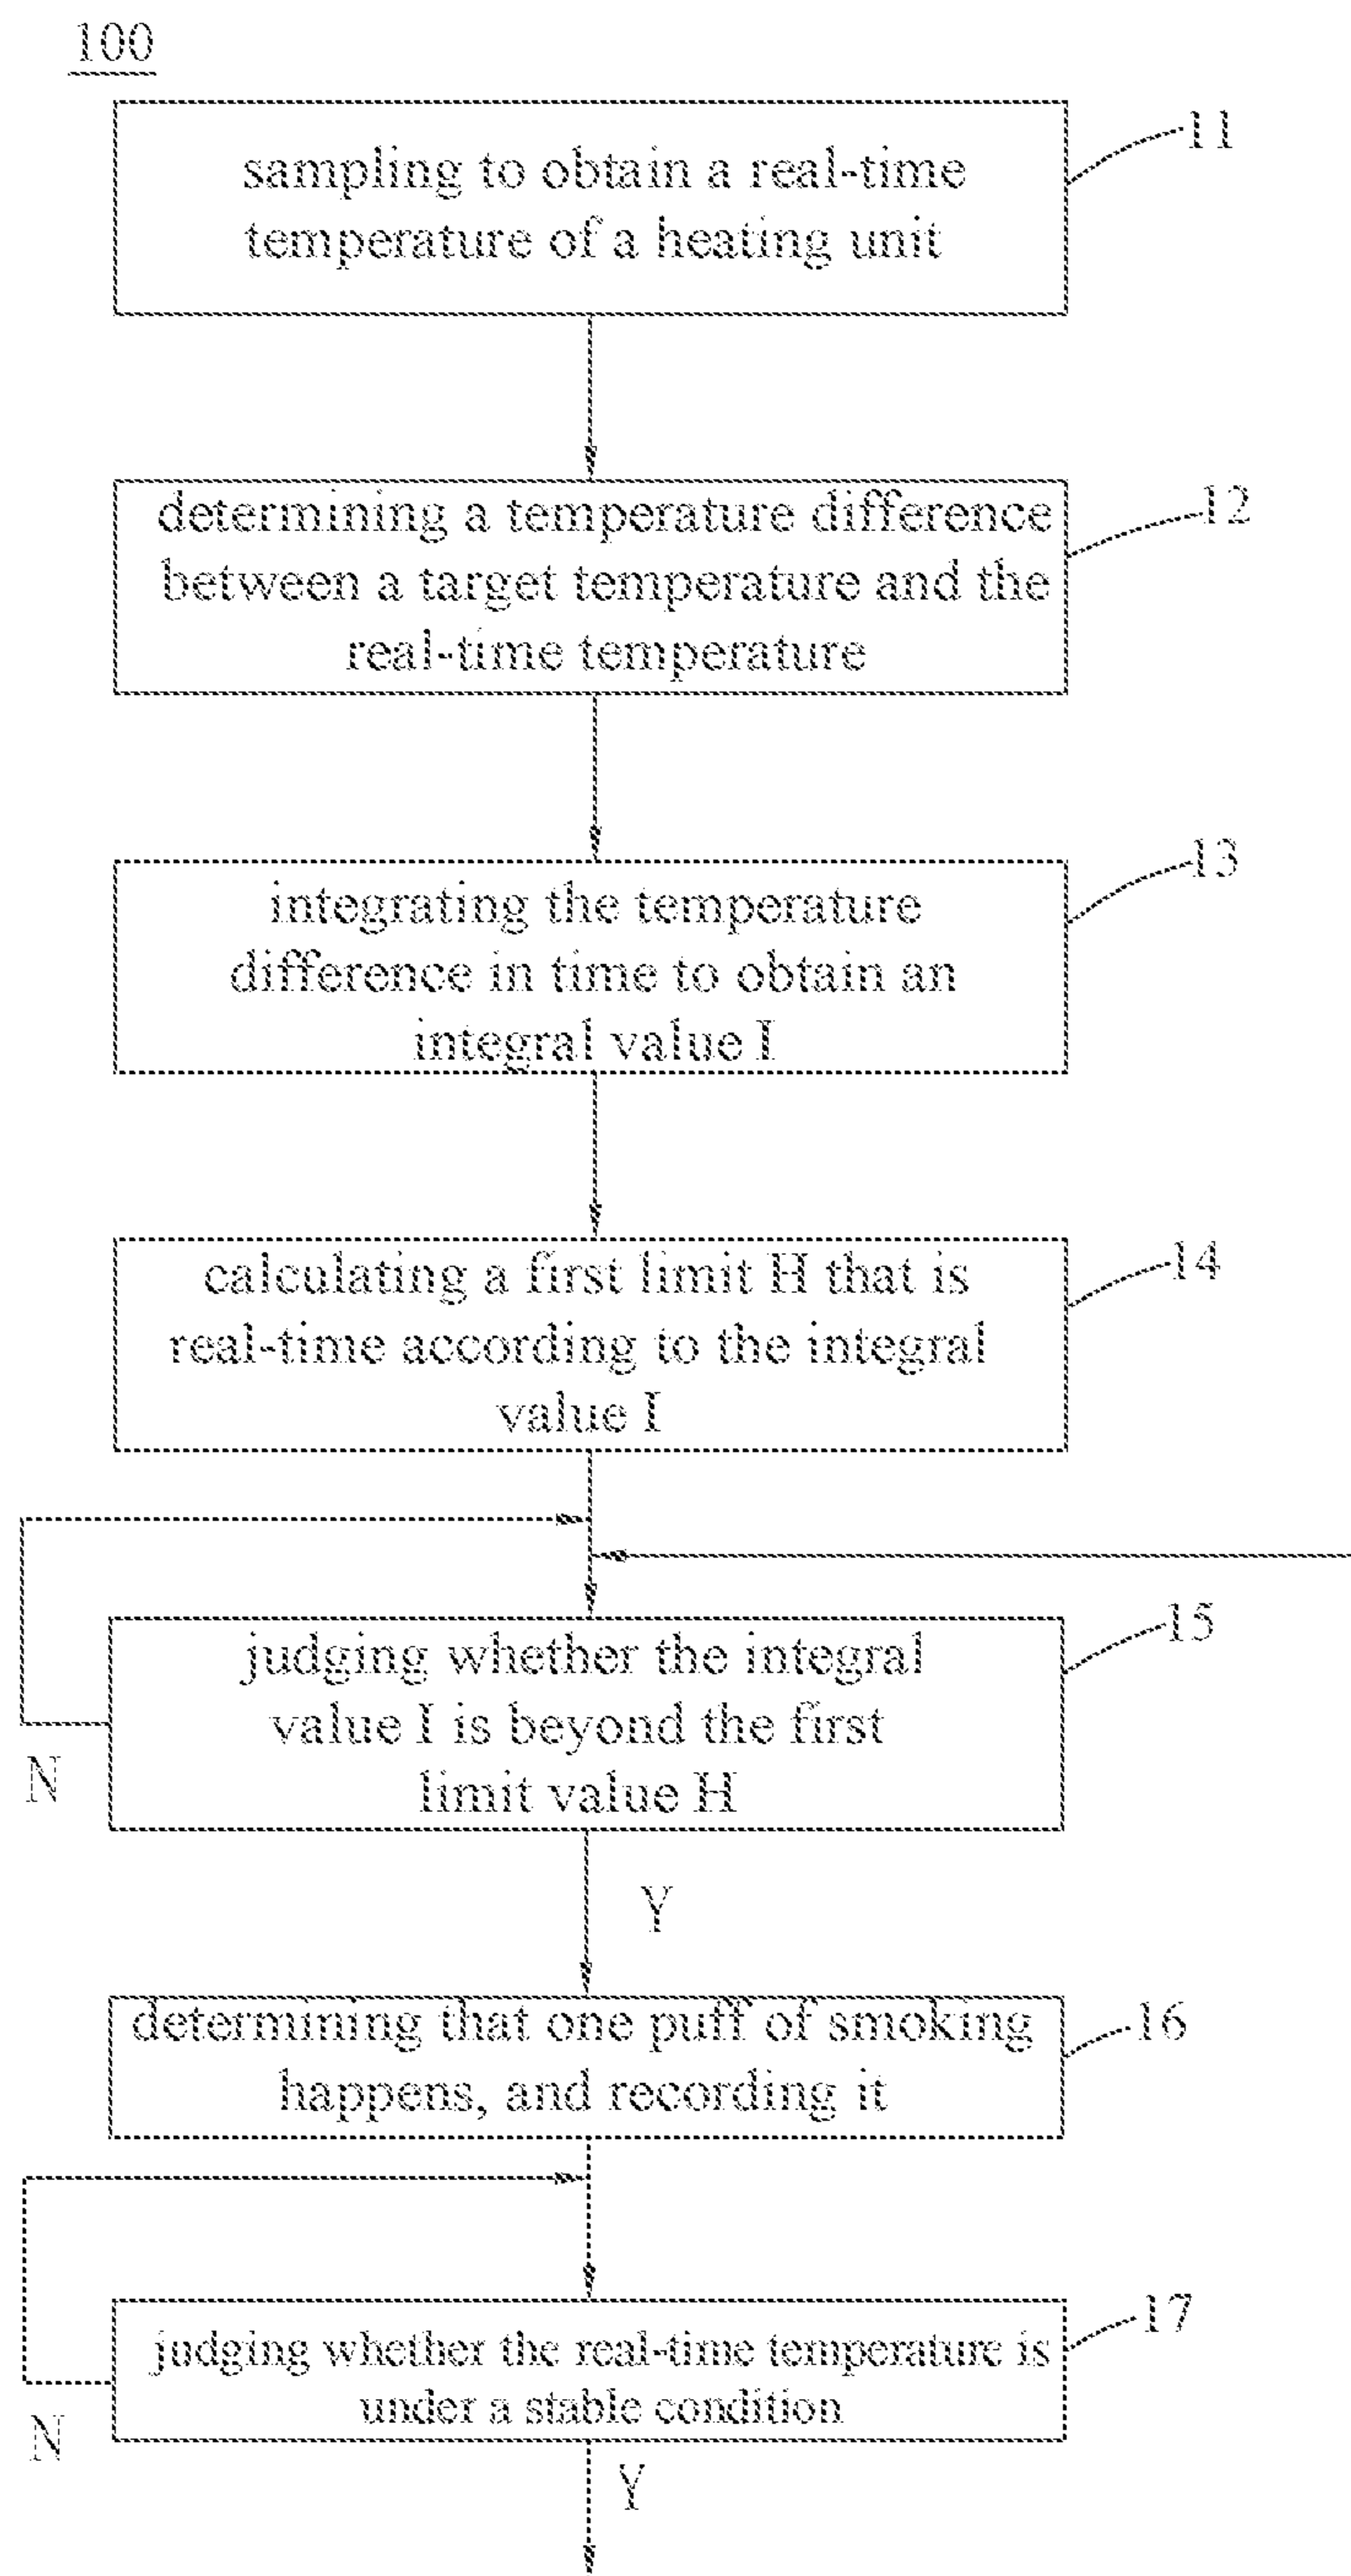 100
sampling to obtain a real-time
temperature of a heating unit
11
determining a temperature difference
between a target temperature and the
real-time temperature
12
integrating the temperature
difference in time to obtain an
integral value I
13
calculating a first limit H that is
real-time according to the integral
value I
14
judging whether the integral
value I is beyond the first
limit value H
15
N
Y
determining that one puff of smoking
happens, and recording it
16
judging whether the real-time temperature is
under a stable condition
17
N
Y